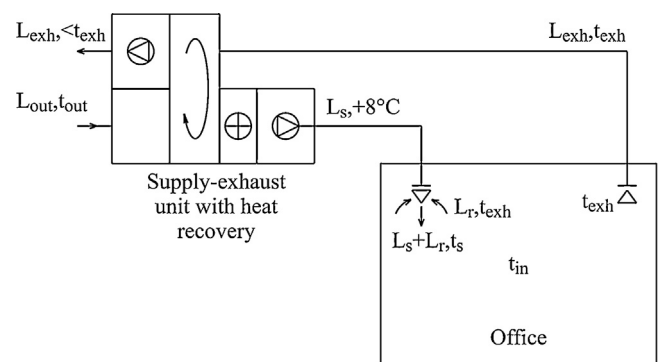 Lexh,<texh
Lexh,texh
Lout,tout
Ls,+8°C
Supply-exhaust
unit with heat
recovery
Lr,texh
texh
Ls+Lr,ts
tin
Office